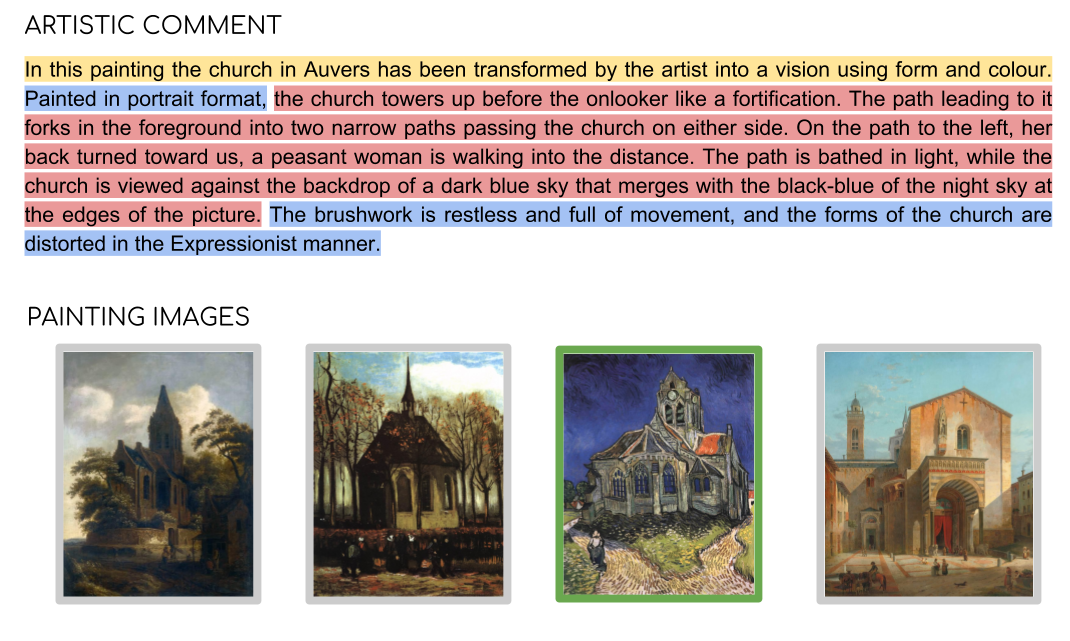 ARTISTIC COMMENT
In this painting the church in Auvers has been transformed by the artist into a vision using form and colour.
Painted in portrait format, the church towers up before the onlooker like a fortification. The path leading to it
forks in the foreground into two narrow paths passing the church on either side. On the path to the left, her
back turned toward us, a peasant woman is walking into the distance. The path is bathed in light, while the
church is viewed against the backdrop of a dark blue sky that merges with the black-blue of the night sky at
the edges of the picture. The brushwork is restless and full of movement, and the forms of the church are
distorted in the Expressionist manner.
PAINTING IMAGES